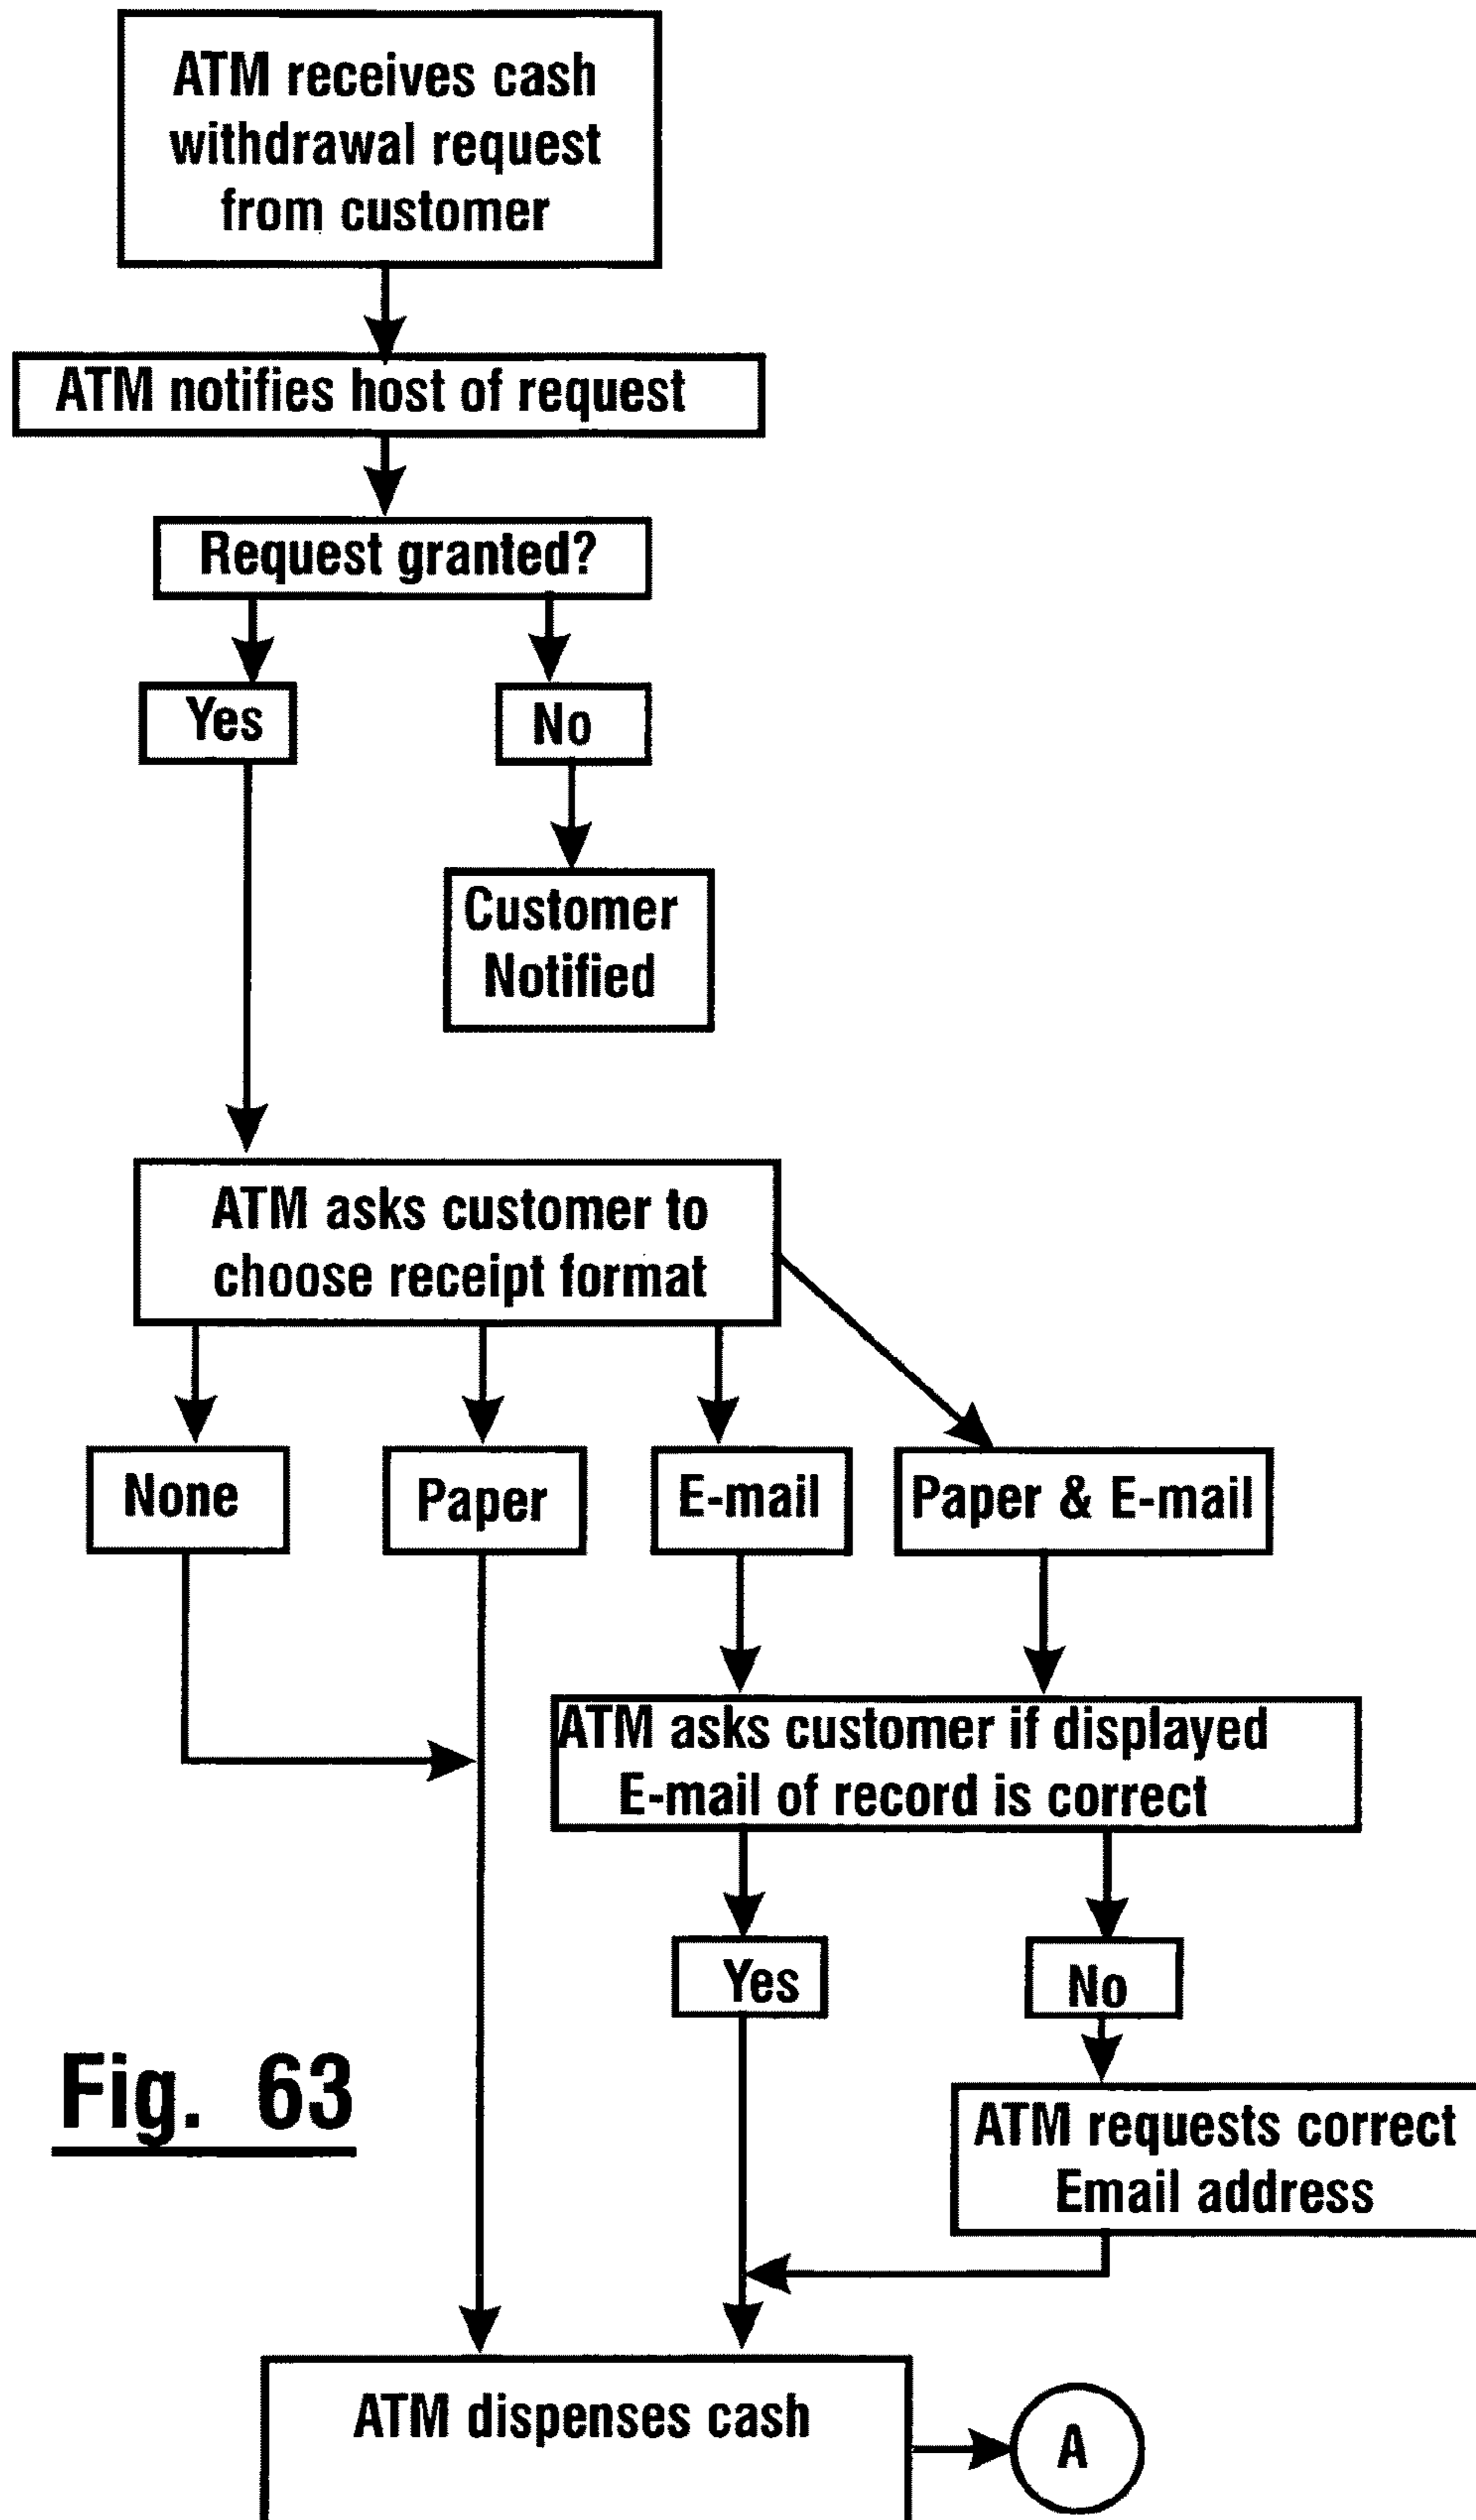 ATM receives cash
withdrawal request
from customer
ATM notifies host of request
Request granted?
Yes
No
Customer
Notified
ATM asks customer to
choose receipt format
None
Paper
E-mail
Paper & E-mail
ATM asks customer if displayed
E-mail of record is correct
Yes
No
Fig. 63
ATM requests correct
Email address
ATM dispenses cash
A